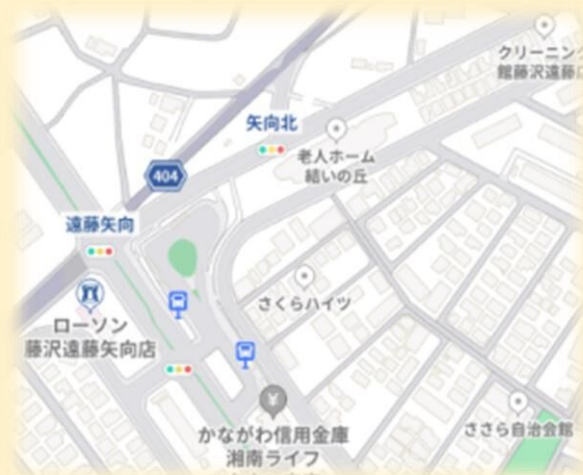 クリーニング
館藤沢遠藤店
矢向北
老人ホーム
結いの丘
404
遠藤矢向
さくらハイツ
ローソン
藤沢遠藤矢向店
¥
かながわ信用金庫
湘南ライフ
ささら自治会館